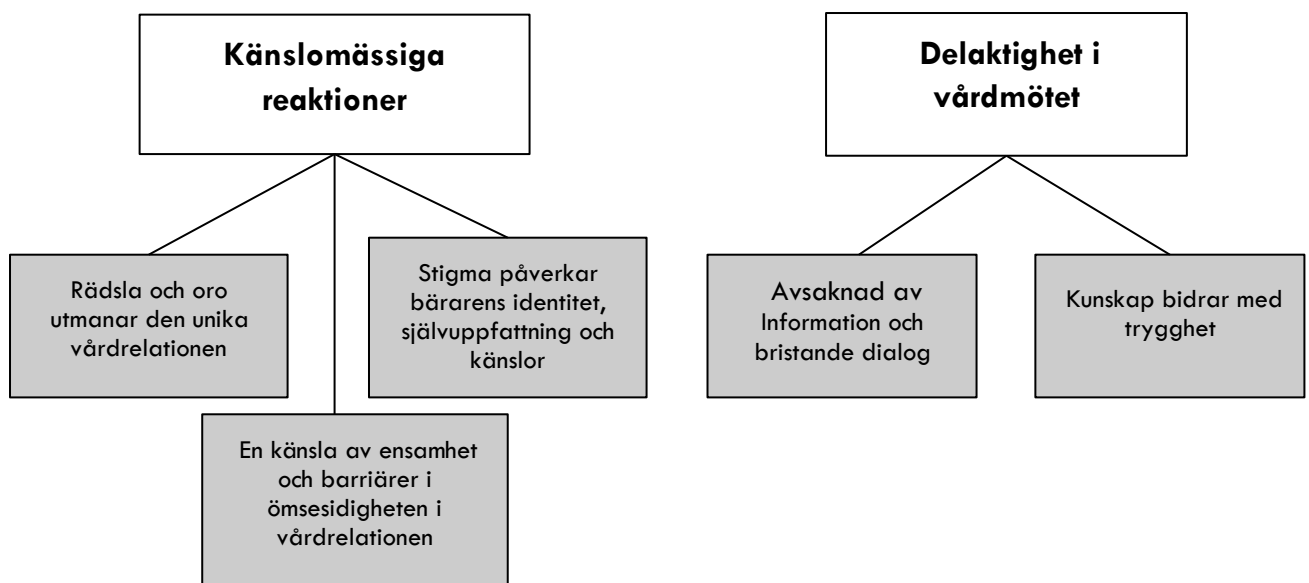 Känslomässiga
reaktioner
Delaktighet i
vårdmötet
Rädsla och oro
utmanar den unika
vårdrelationen
Stigma påverkar
bärarens identitet,
självuppfattning och
känslor
En känsla av ensamhet
och barriärer i
ömsesidigheten i
vårdrelationen
Avsaknad av
Information och
bristande dialog
Kunskap bidrar med
trygghet